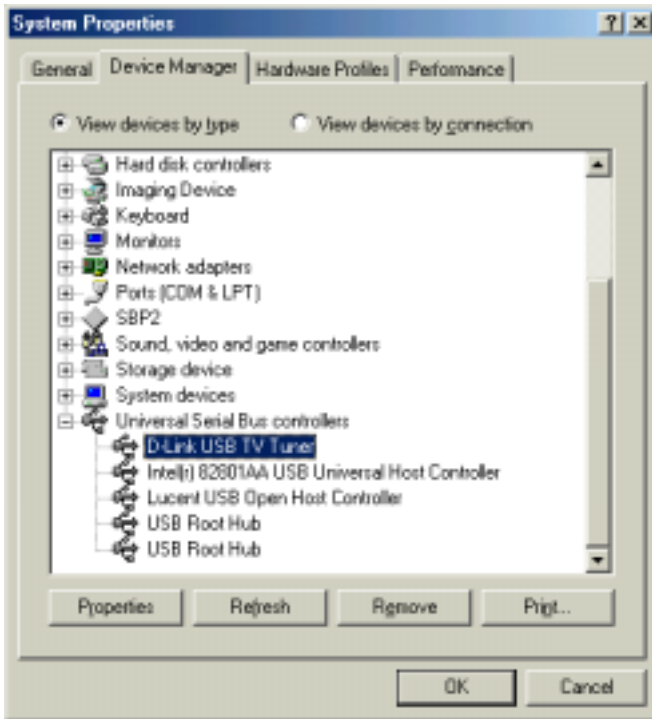 System Properties
General Device Manager Hardware Profiles Performance
View devices by type View devices by connection
Hard disk controllers
Imaging Device
Keyboard
Monitors
Network adapters
Ports (COM & LPT)
SBP2
Sound, video and game controllers
Storage device
System devices
Universal Serial Bus controllers
D-Link USB TV Tuner
Intel(r) 82801AA USB Universal Host Controller
Lucent USB Open Host Controller
USB Root Hub
USB Root Hub
Properties Refresh Remove Print...
OK Cancel